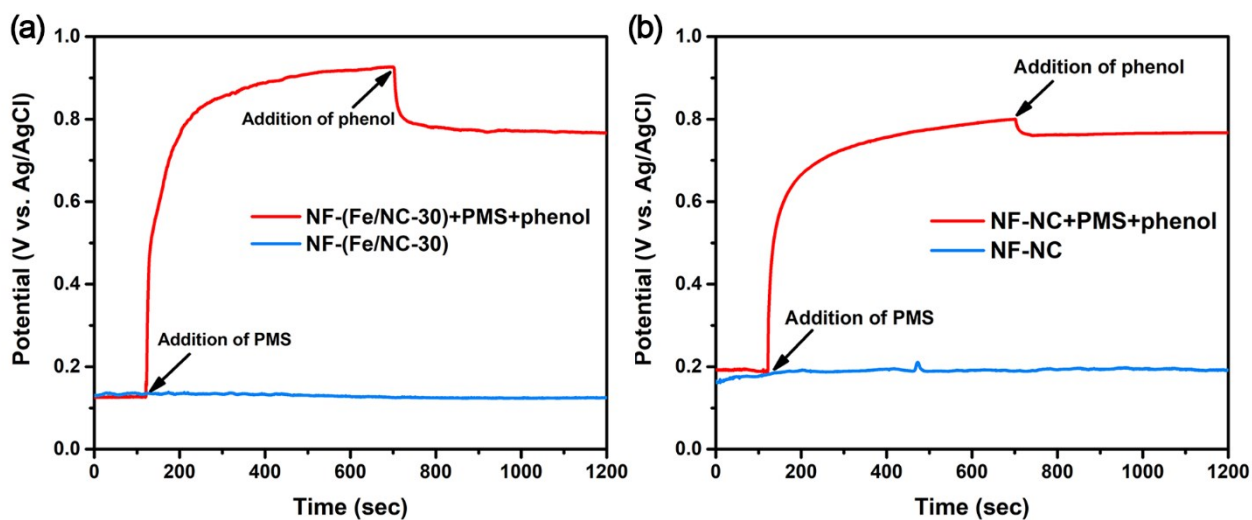 (a)
1.0
0.8
0.6
0.4
0.2
0.0
Potential (V vs. Ag/AgCl)
Addition of phenol
NF-(Fe/NC-30)+PMS+phenol
NF-(Fe/NC-30)
Addition of PMS
0 200 400 600 800 1000 1200
Time (sec)
(b)
1.0
0.8
0.6
0.4
0.2
0.0
Potential (V vs. Ag/AgCl)
Addition of phenol
NF-NC+PMS+phenol
NF-NC
Addition of PMS
0 200 400 600 800 1000 1200
Time (sec)